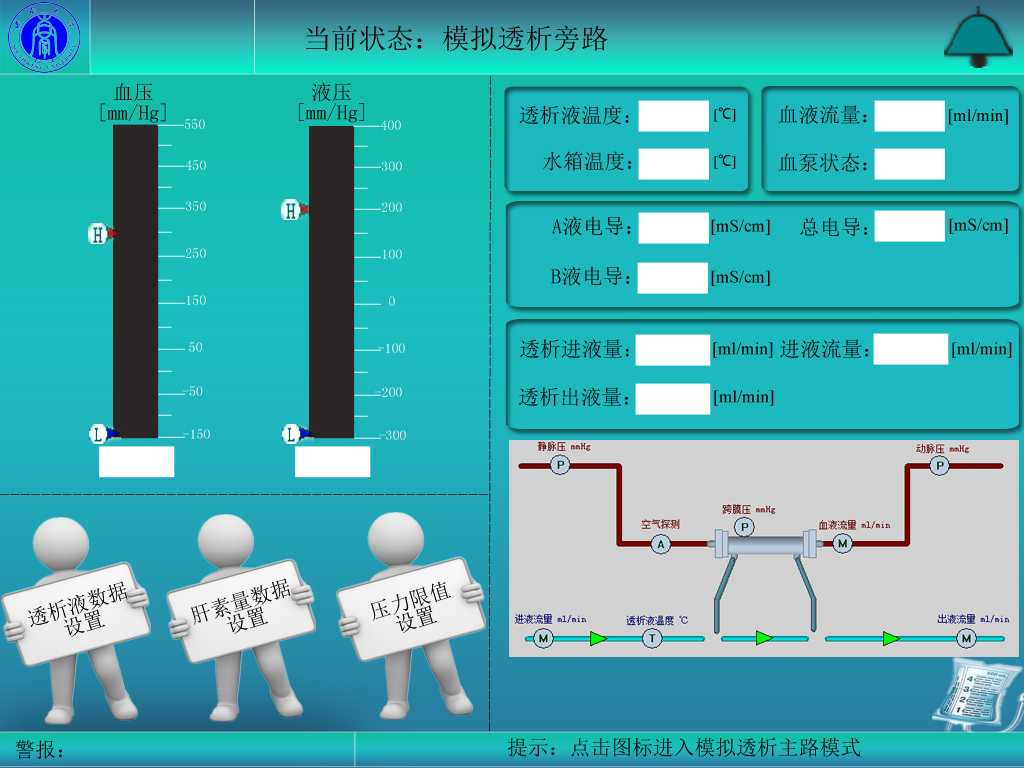 当前状态：模拟透析旁路
血压
[mm/Hg]
550
450
350
250
150
50
-50
-150
H
L
液压
[mm/Hg]
400
300
200
100
0
-100
-200
-300
H
L
透析液温度： [℃]
水箱温度： [℃]
血液流量： [ml/min]
血泵状态：
A液电导： [mS/cm] 总电导： [mS/cm]
B液电导： [mS/cm]
透析进液量： [ml/min] 进液流量： [ml/min]
透析出液量： [ml/min]
静脉压 mmHg
P
动脉压 mmHg
P
跨膜压 mmHg
P
空气探测
A
血液流量 ml/min
M
进液流量 ml/min
M
透析液温度 ℃
T
出液流量 ml/min
M
透析液数据
设置
肝素量数据
设置
压力限值
设置
警报：
提示：点击图标进入模拟透析主路模式